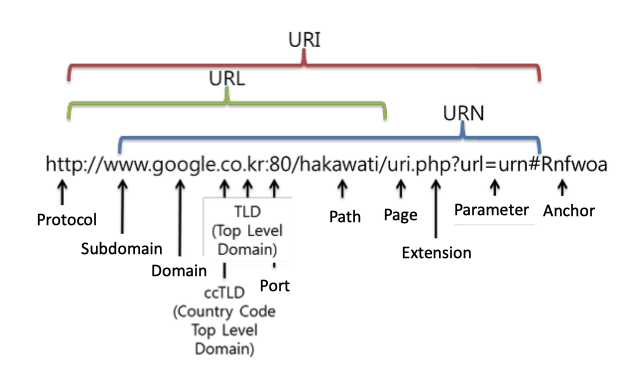 URI
URL
URN
http://www.google.co.kr:80/hakawati/uri.php?url=urn#Rnfwoa
Protocol
Subdomain
Domain
TLD
(Top Level
Domain)
ccTLD
(Country Code
Top Level
Domain)
Port
Path
Page
Extension
Parameter
Anchor